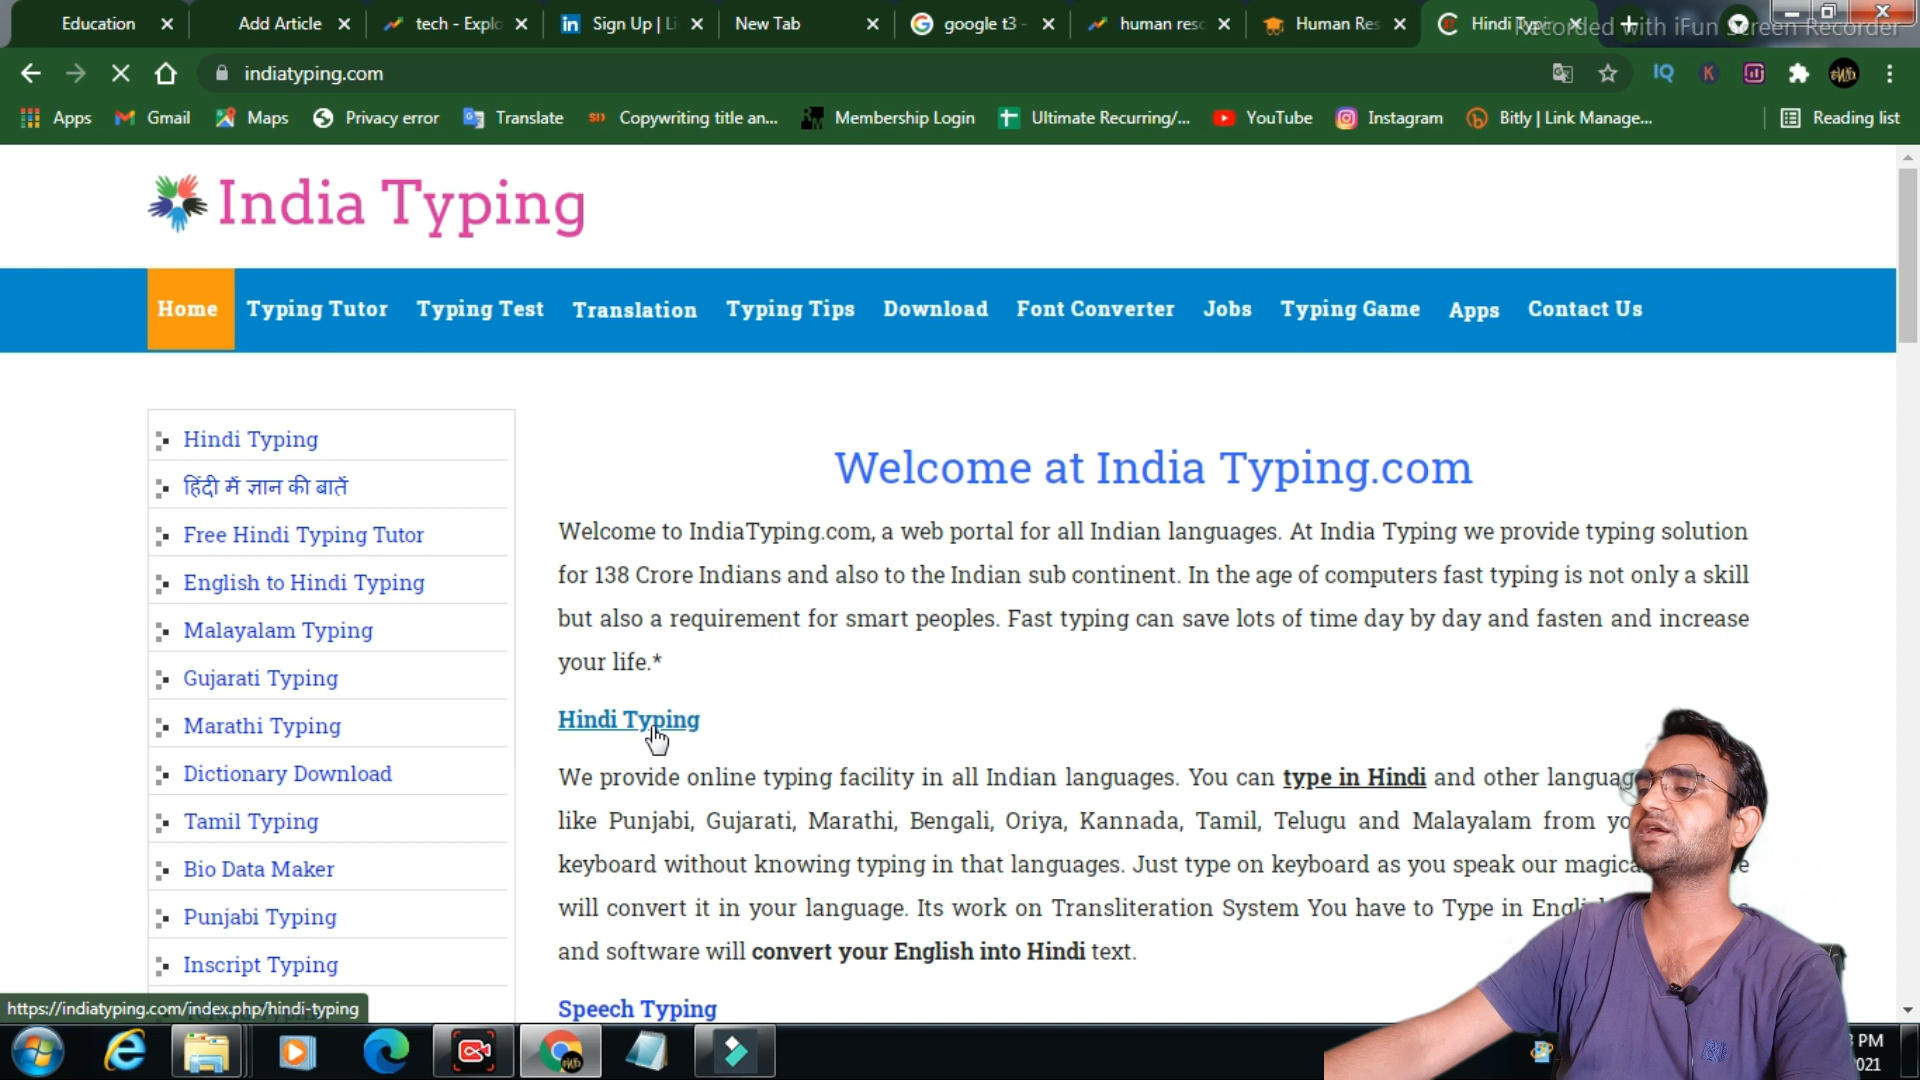 Education
Add Article
tech - Explo
Sign Up | Li
New Tab
google t3 -
human reso
Human Res
Hindi Typin
Recorded with iFun Screen Recorder
indiatyping.com
IQ
K
Apps
Gmail
Maps
Privacy error
Translate
Copywriting title an...
Membership Login
Ultimate Recurring/...
YouTube
Instagram
Bitly | Link Manage...
Reading list
India Typing
Home
Typing Tutor
Typing Test
Translation
Typing Tips
Download
Font Converter
Jobs
Typing Game
Apps
Contact Us
Hindi Typing
हिंदी में ज्ञान की बातें
Free Hindi Typing Tutor
English to Hindi Typing
Malayalam Typing
Gujarati Typing
Marathi Typing
Dictionary Download
Tamil Typing
Bio Data Maker
Punjabi Typing
Inscript Typing
Welcome at India Typing.com
Welcome to IndiaTyping.com, a web portal for all Indian languages. At India Typing we provide typing solution
for 138 Crore Indians and also to the Indian sub continent. In the age of computers fast typing is not only a skill
but also a requirement for smart peoples. Fast typing can save lots of time day by day and fasten and increase
your life.*
Hindi Typing
We provide online typing facility in all Indian languages. You can type in Hindi and other languag
like Punjabi, Gujarati, Marathi, Bengali, Oriya, Kannada, Tamil, Telugu and Malayalam from yo
keyboard without knowing typing in that languages. Just type on keyboard as you speak our magica
will convert it in your language. Its work on Transliteration System You have to Type in Engl
and software will convert your English into Hindi text.
Speech Typing
https://indiatyping.com/index.php/hindi-typing
PM
021